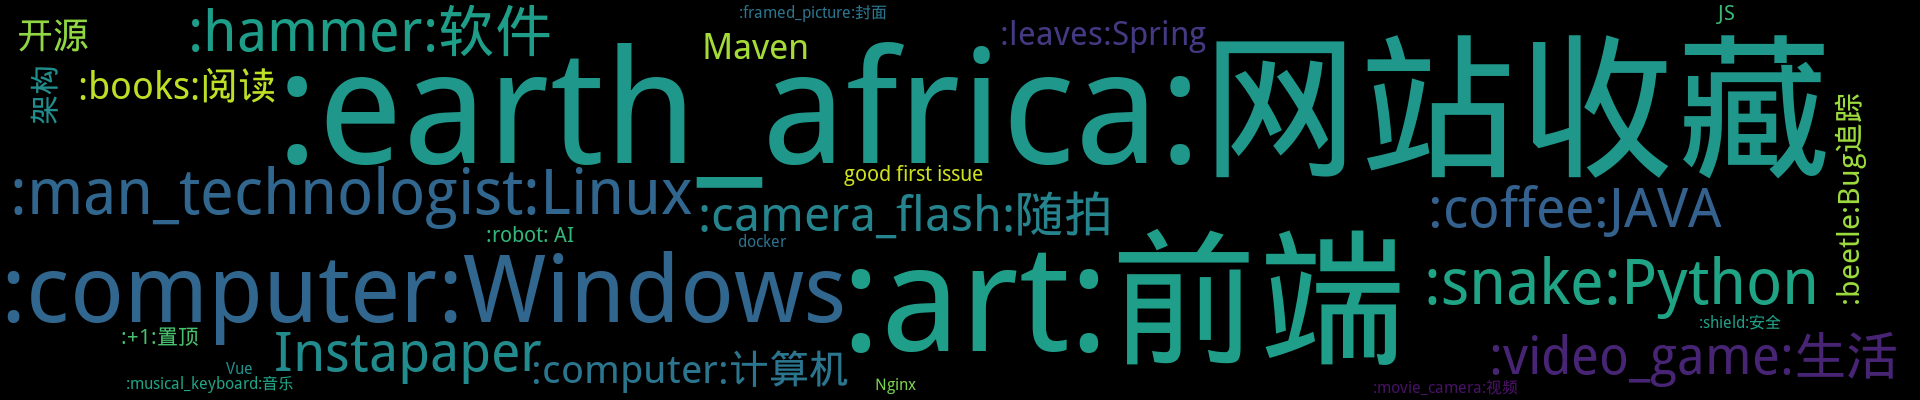 :framed_picture:封面
JS
开源
:hammer:软件
Maven
:leaves:Spring
架构
:books:阅读
:earth_africa:网站收藏
:beetle:Bug追踪
good first issue
:man_technologist:Linux
:camera_flash:随拍
:coffee:JAVA
:robot: AI
docker
:computer:Windows
:art:前端
:snake:Python
:+1:置顶
:shield:安全
Instapaper
:computer:计算机
:video_game:生活
Vue
:musical_keyboard:音乐
Nginx
:movie_camera:视频